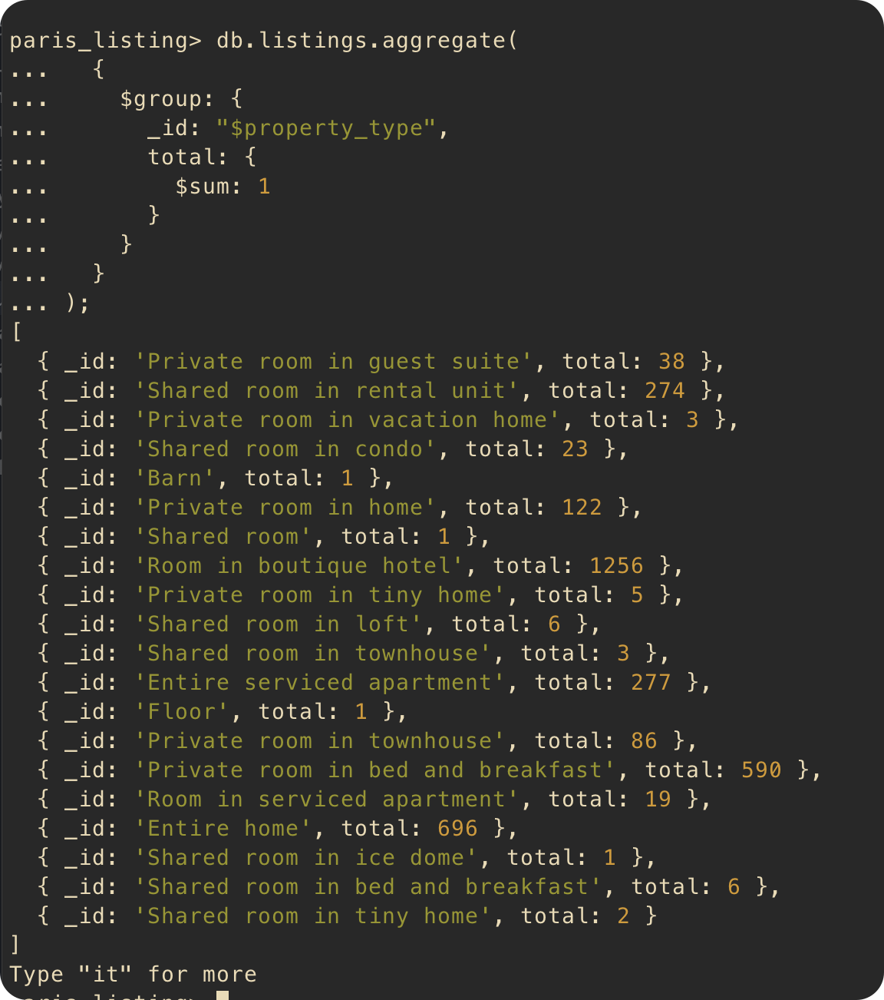 paris_listing> db.listings.aggregate(
...   {
...     $group: {
...       _id: "$property_type",
...       total: {
...         $sum: 1
...       }
...     }
...   }
... );
[
  { _id: 'Private room in guest suite', total: 38 },
  { _id: 'Shared room in rental unit', total: 274 },
  { _id: 'Private room in vacation home', total: 3 },
  { _id: 'Shared room in condo', total: 23 },
  { _id: 'Barn', total: 1 },
  { _id: 'Private room in home', total: 122 },
  { _id: 'Shared room', total: 1 },
  { _id: 'Room in boutique hotel', total: 1256 },
  { _id: 'Private room in tiny home', total: 5 },
  { _id: 'Shared room in loft', total: 6 },
  { _id: 'Shared room in townhouse', total: 3 },
  { _id: 'Entire serviced apartment', total: 277 },
  { _id: 'Floor', total: 1 },
  { _id: 'Private room in townhouse', total: 86 },
  { _id: 'Private room in bed and breakfast', total: 590 },
  { _id: 'Room in serviced apartment', total: 19 },
  { _id: 'Entire home', total: 696 },
  { _id: 'Shared room in ice dome', total: 1 },
  { _id: 'Shared room in bed and breakfast', total: 6 },
  { _id: 'Shared room in tiny home', total: 2 }
]
Type "it" for more